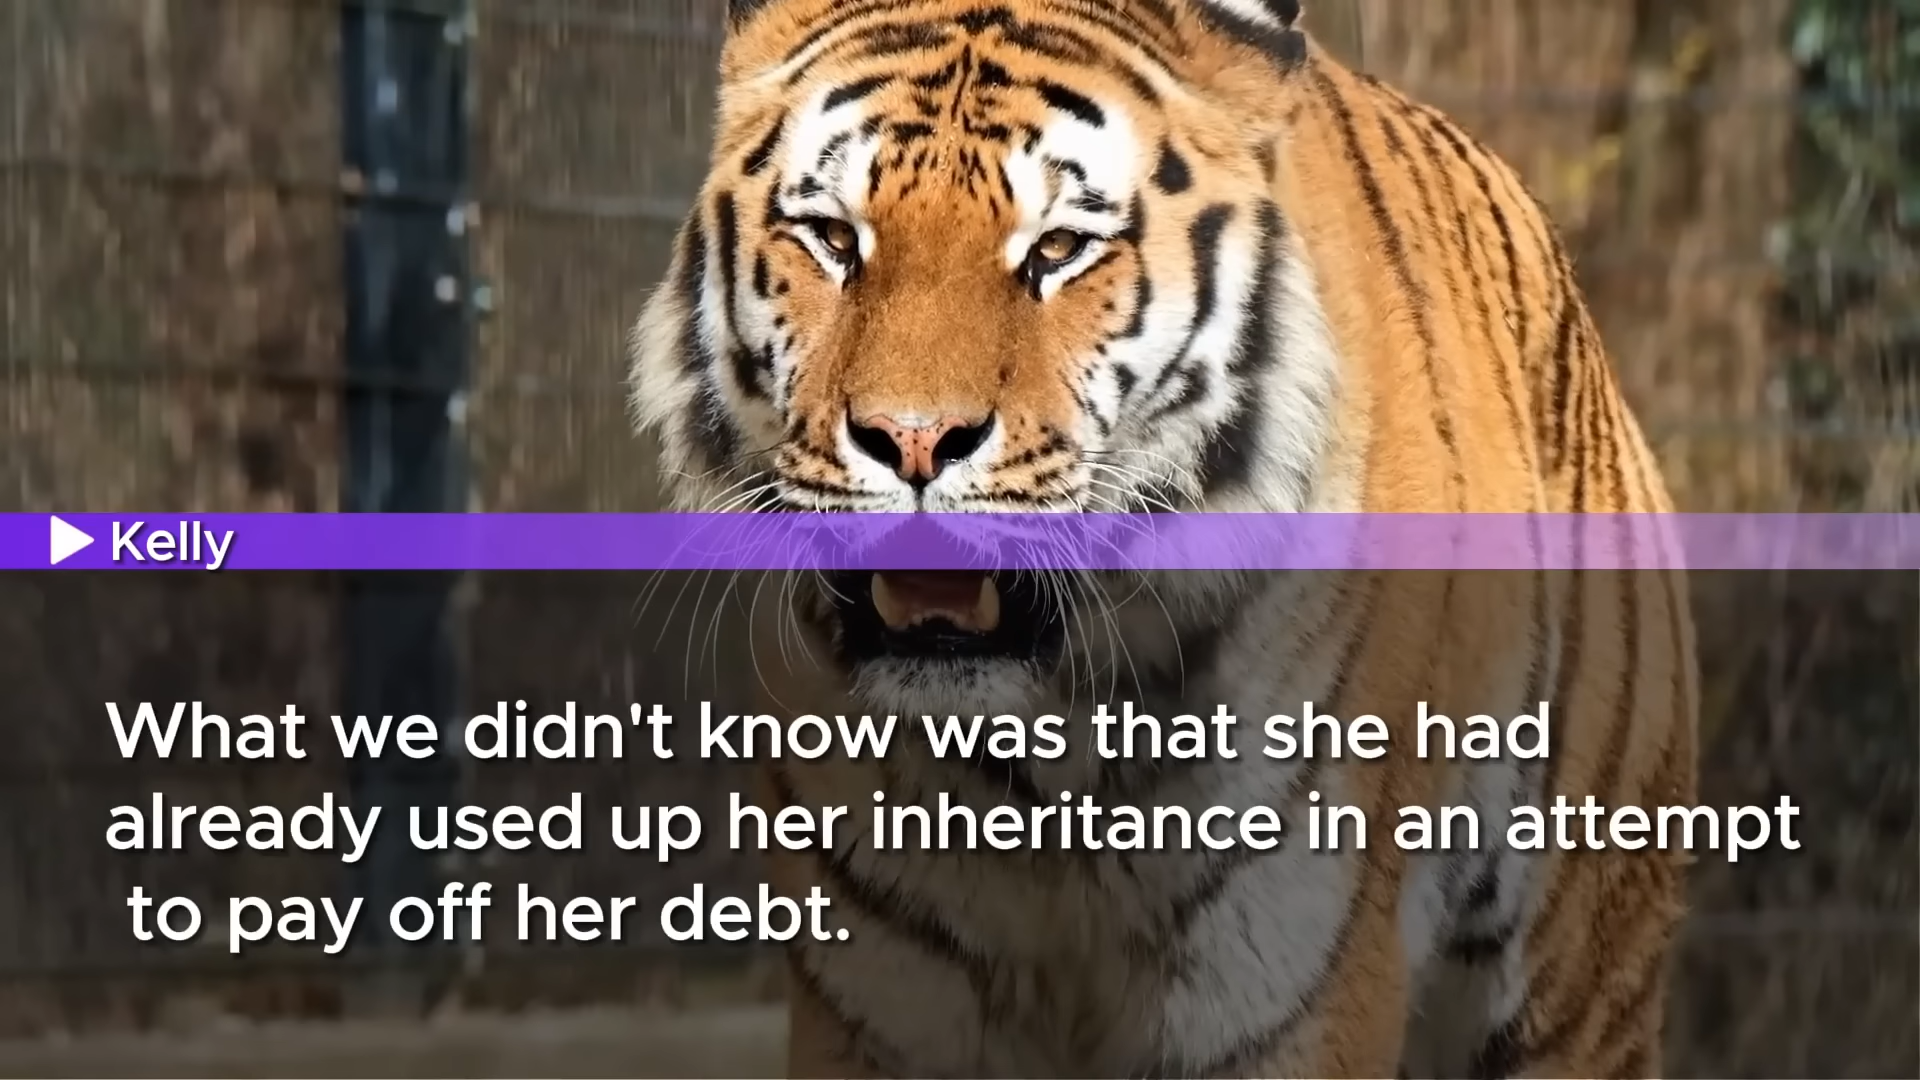 Kelly
What we didn't know was that she had
already used up her inheritance in an attempt
to pay off her debt.